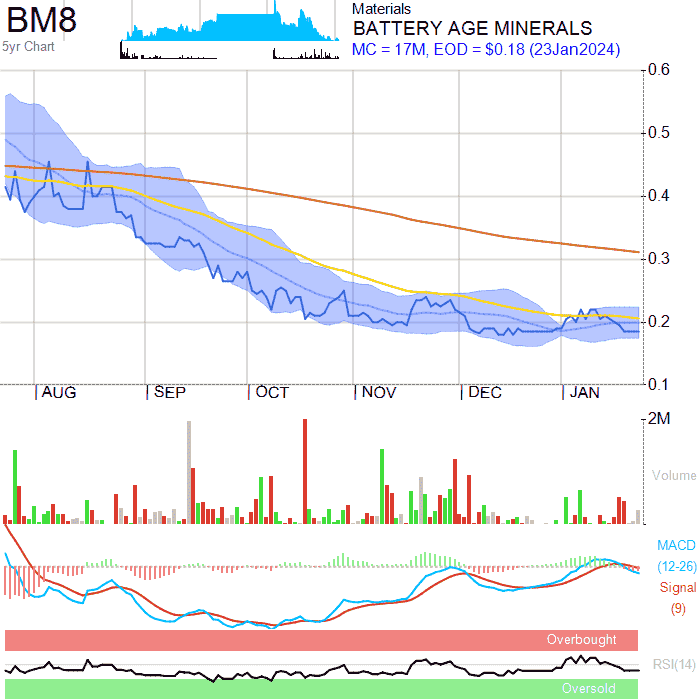 BM8
5yr Chart
Materials
BATTERY AGE MINERALS
MC = 17M, EOD = $0.18 (23Jan2024)
0.6
0.5
0.4
0.3
0.2
0.1
AUG SEP OCT NOV DEC JAN
2M
Volume
MACD
(12-26)
Signal
(9)
Overbought
RSI(14)
Oversold